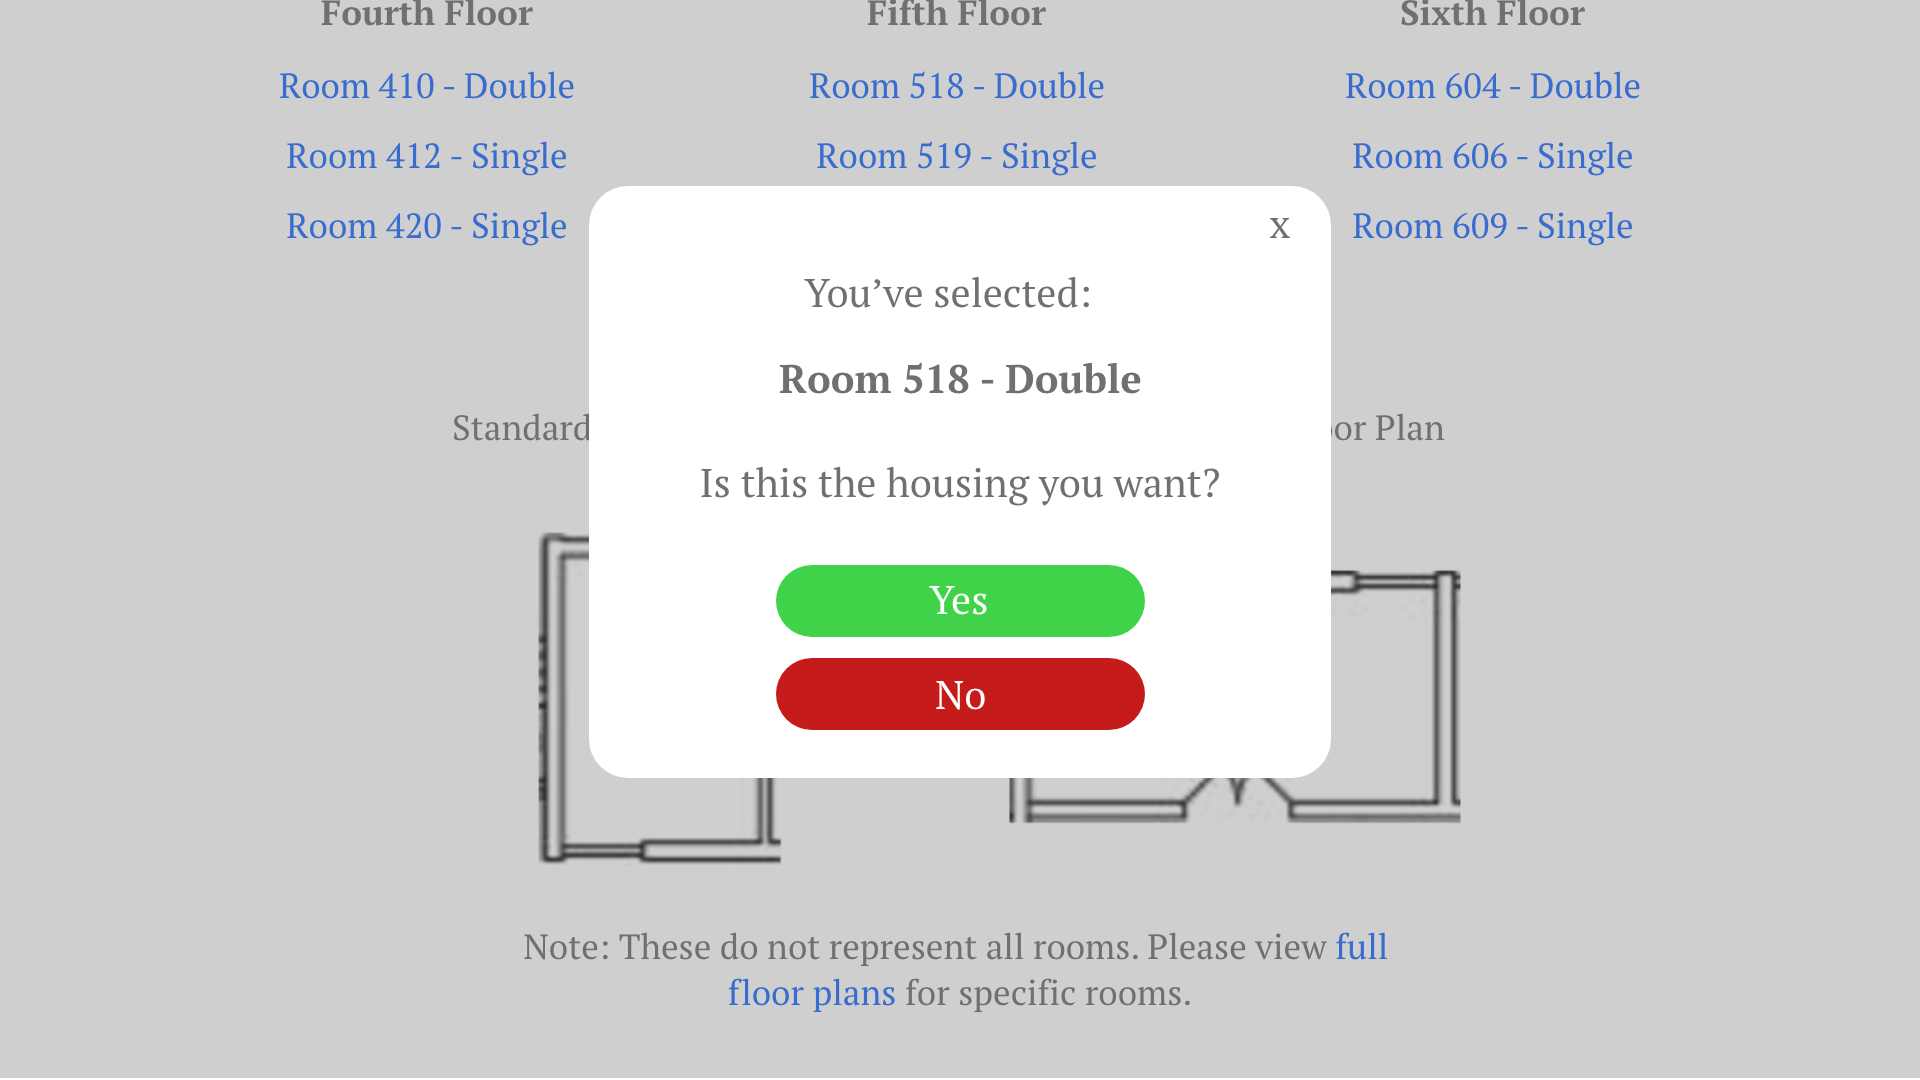 Fourth Floor
Fifth Floor
Sixth Floor
Room 410 - Double
Room 518 - Double
Room 604 - Double
Room 412 - Single
Room 519 - Single
Room 606 - Single
Room 420 - Single
Room 609 - Single
x
You’ve selected:
Room 518 - Double
Standard
Plan
Is this the housing you want?
Yes
No
Note: These do not represent all rooms. Please view full
floor plans for specific rooms.